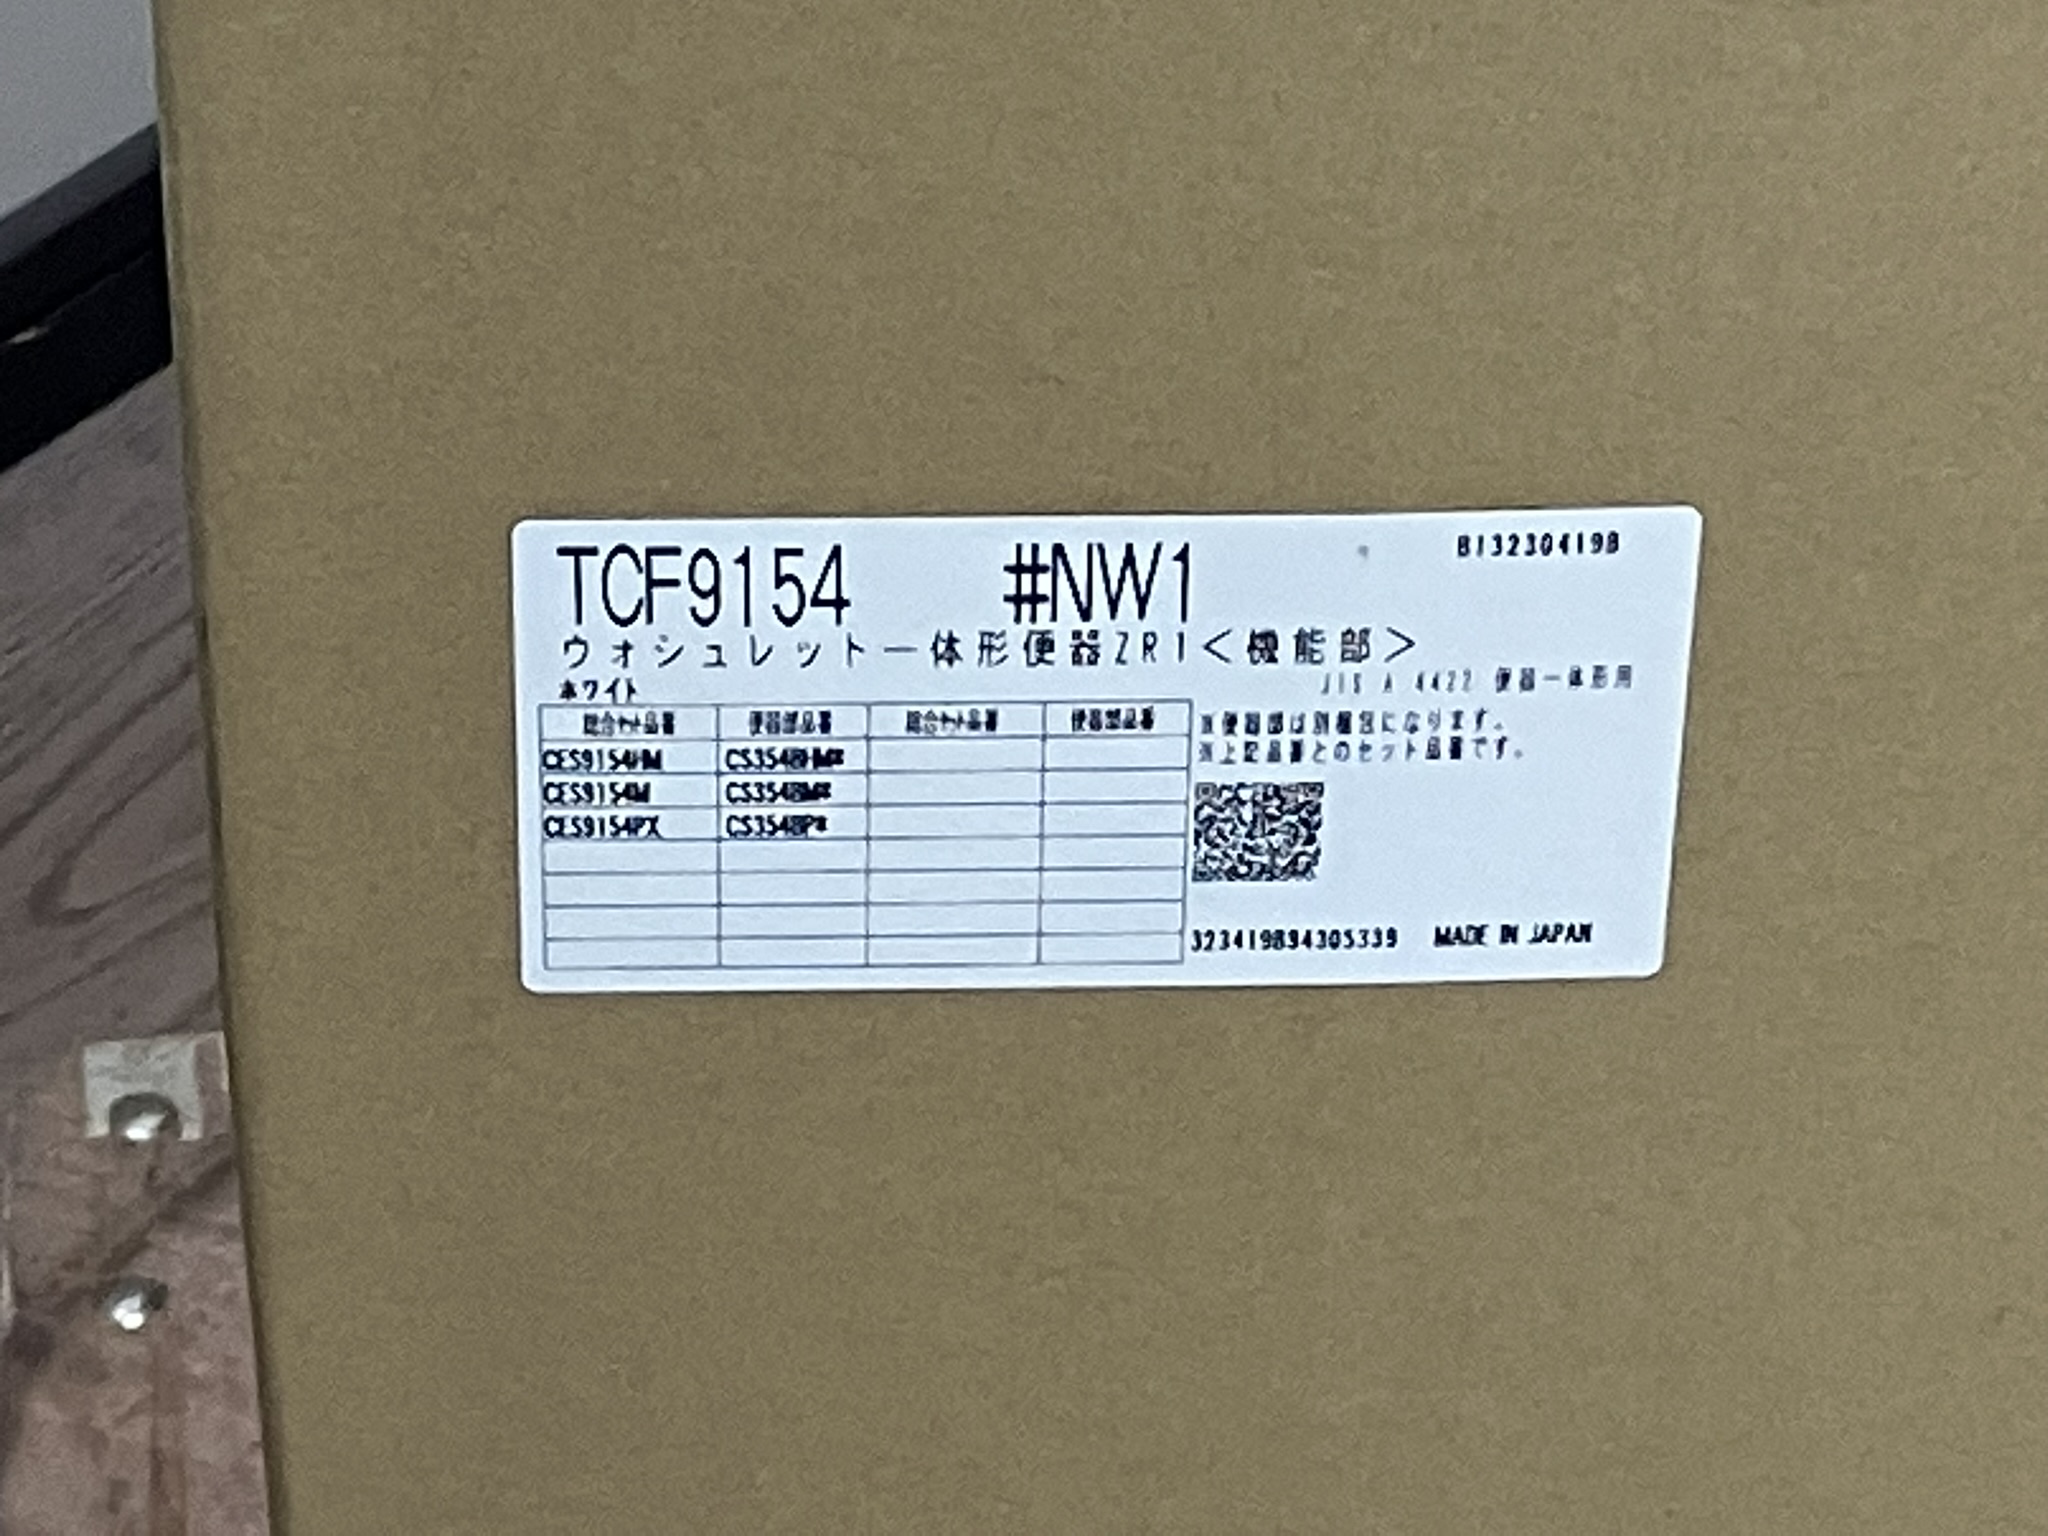 TCF9154 #NW1
ウォシュレット一体形便器ZR1＜機能部＞
ホワイト
JIS A 4422 便器一体形用
総合セット品番 便器部品番 総合セット品番 便器部品番
CES9154HM CS354BHM#
CES9154M CS354BM#
CES9154PX CS354BP#
※便器部は別梱包になります。
※上記品番とのセット品番です。
MADE IN JAPAN